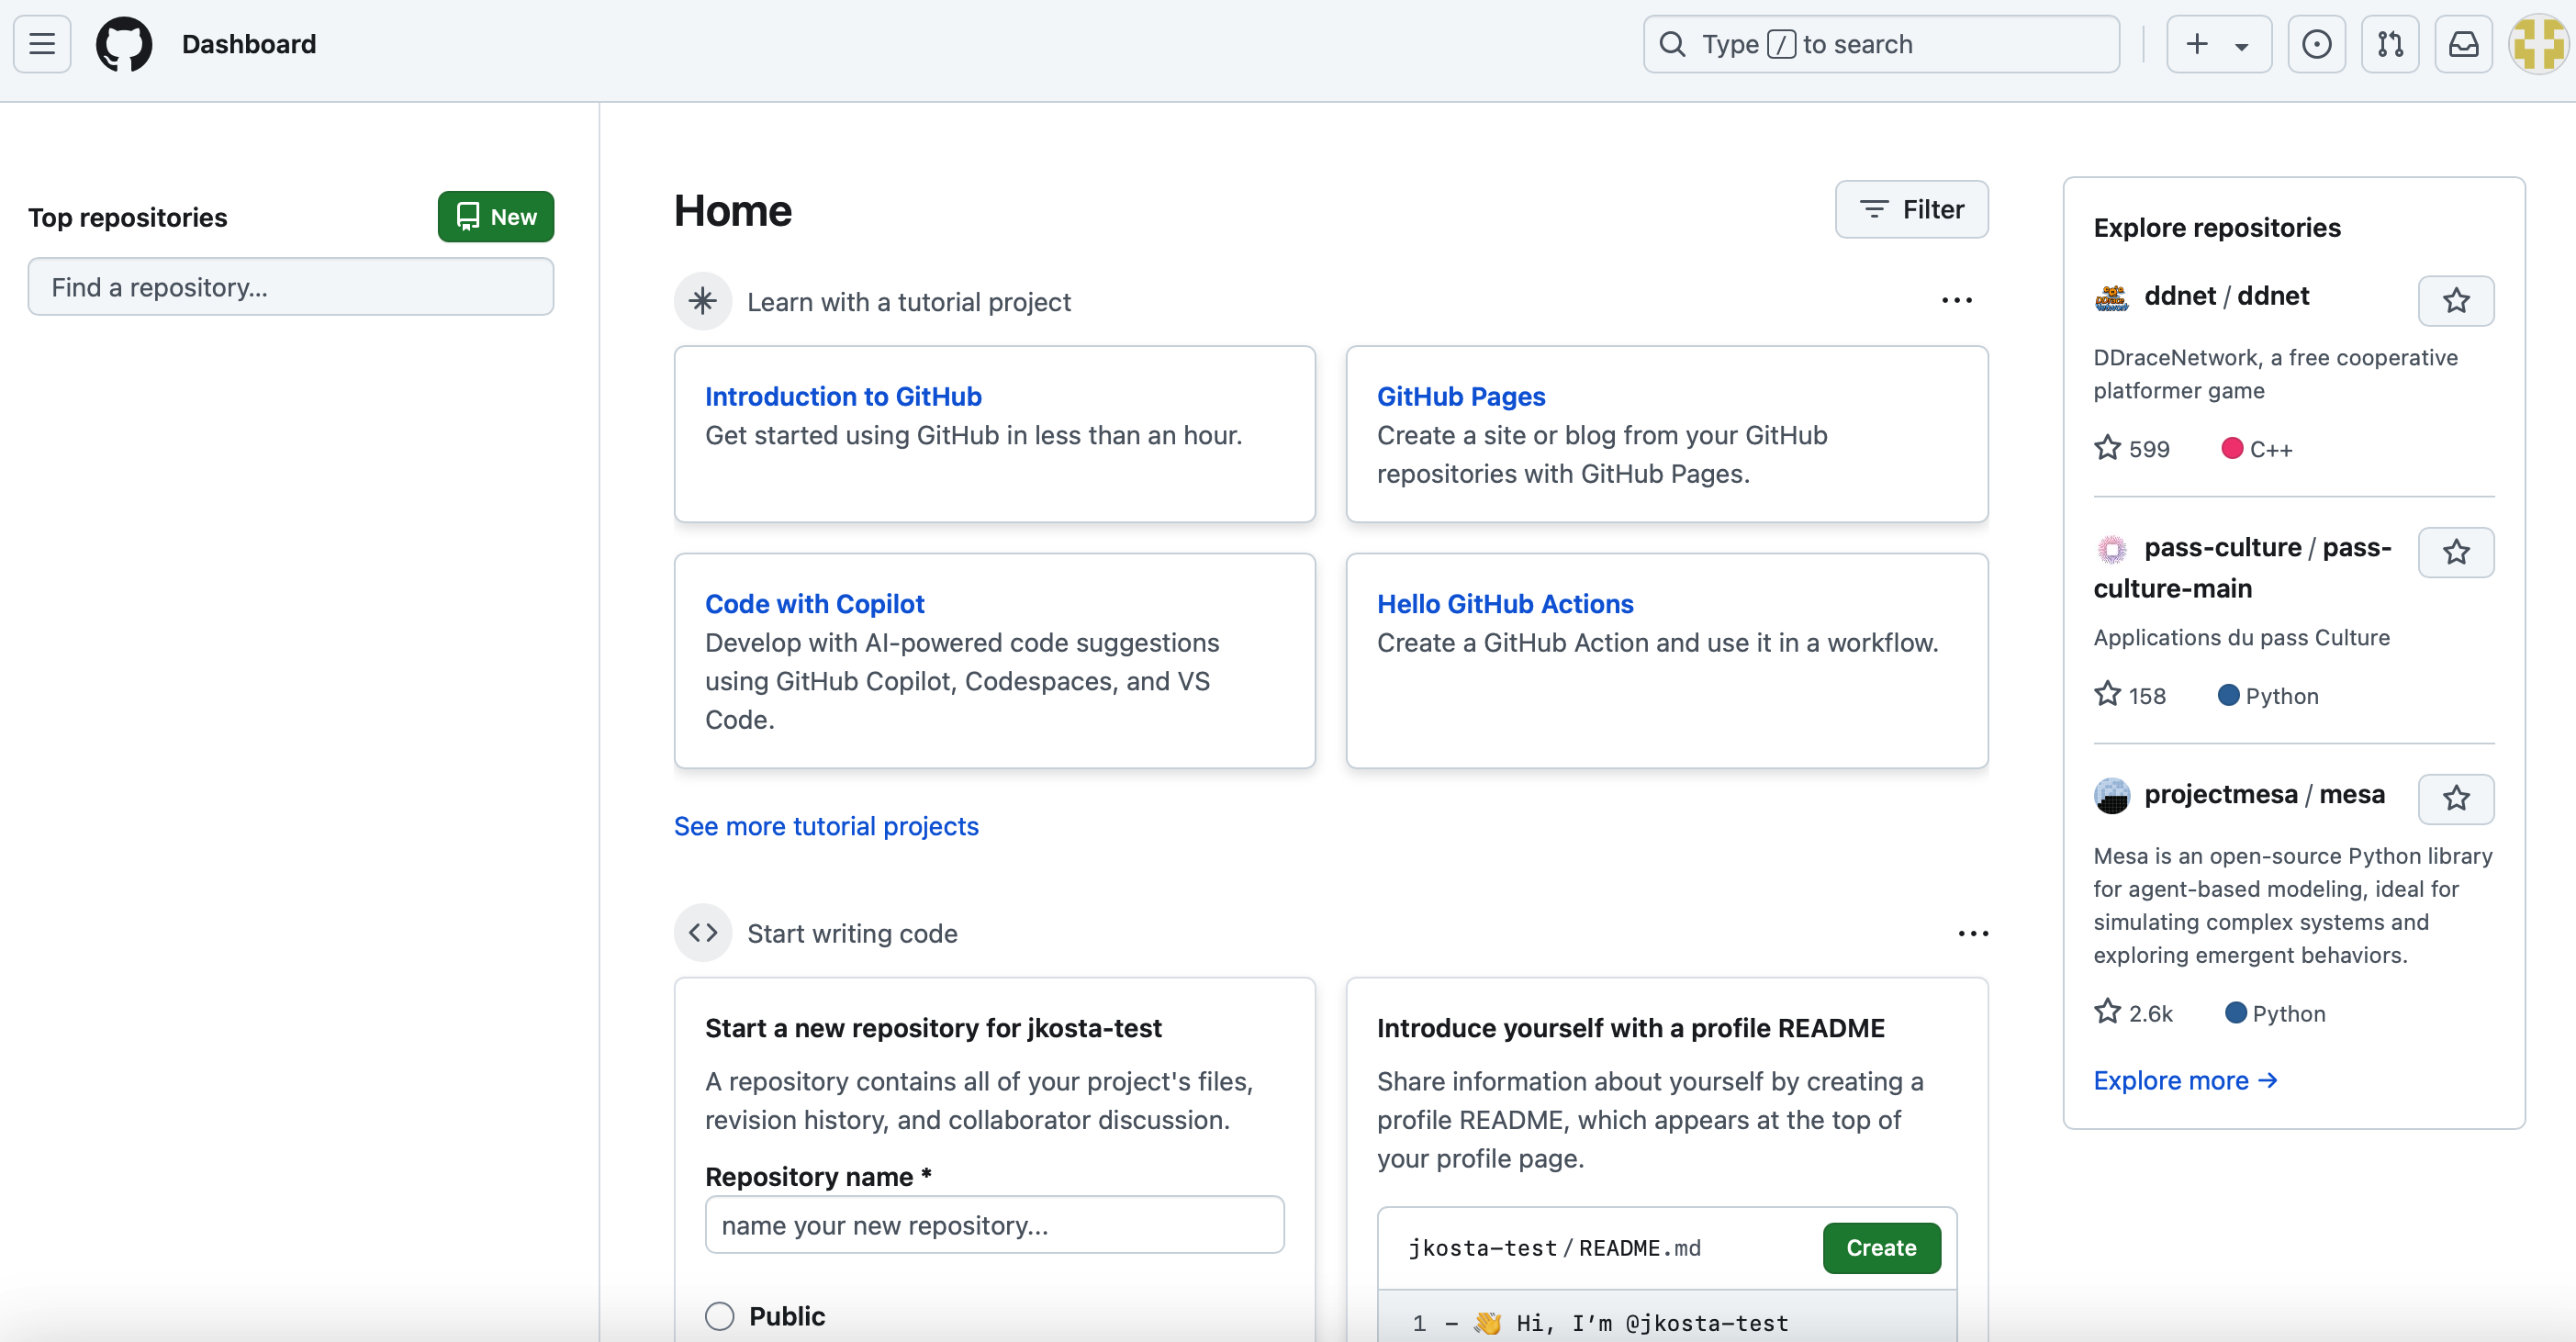 Dashboard
Type / to search
Top repositories
New
Find a repository...
Home
Filter
Learn with a tutorial project
Introduction to GitHub
Get started using GitHub in less than an hour.
GitHub Pages
Create a site or blog from your GitHub
repositories with GitHub Pages.
Code with Copilot
Develop with AI-powered code suggestions
using GitHub Copilot, Codespaces, and VS
Code.
Hello GitHub Actions
Create a GitHub Action and use it in a workflow.
See more tutorial projects
Start writing code
Start a new repository for jkosta-test
A repository contains all of your project's files,
revision history, and collaborator discussion.
Repository name *
name your new repository...
Public
Introduce yourself with a profile README
Share information about yourself by creating a
profile README, which appears at the top of
your profile page.
jkosta-test / README.md
Create
1 - 👋 Hi, I’m @jkosta-test
Explore repositories
ddnet / ddnet
DDraceNetwork, a free cooperative
platformer game
599 C++
pass-culture / pass-
culture-main
Applications du pass Culture
158 Python
projectmesa / mesa
Mesa is an open-source Python library
for agent-based modeling, ideal for
simulating complex systems and
exploring emergent behaviors.
2.6k Python
Explore more →